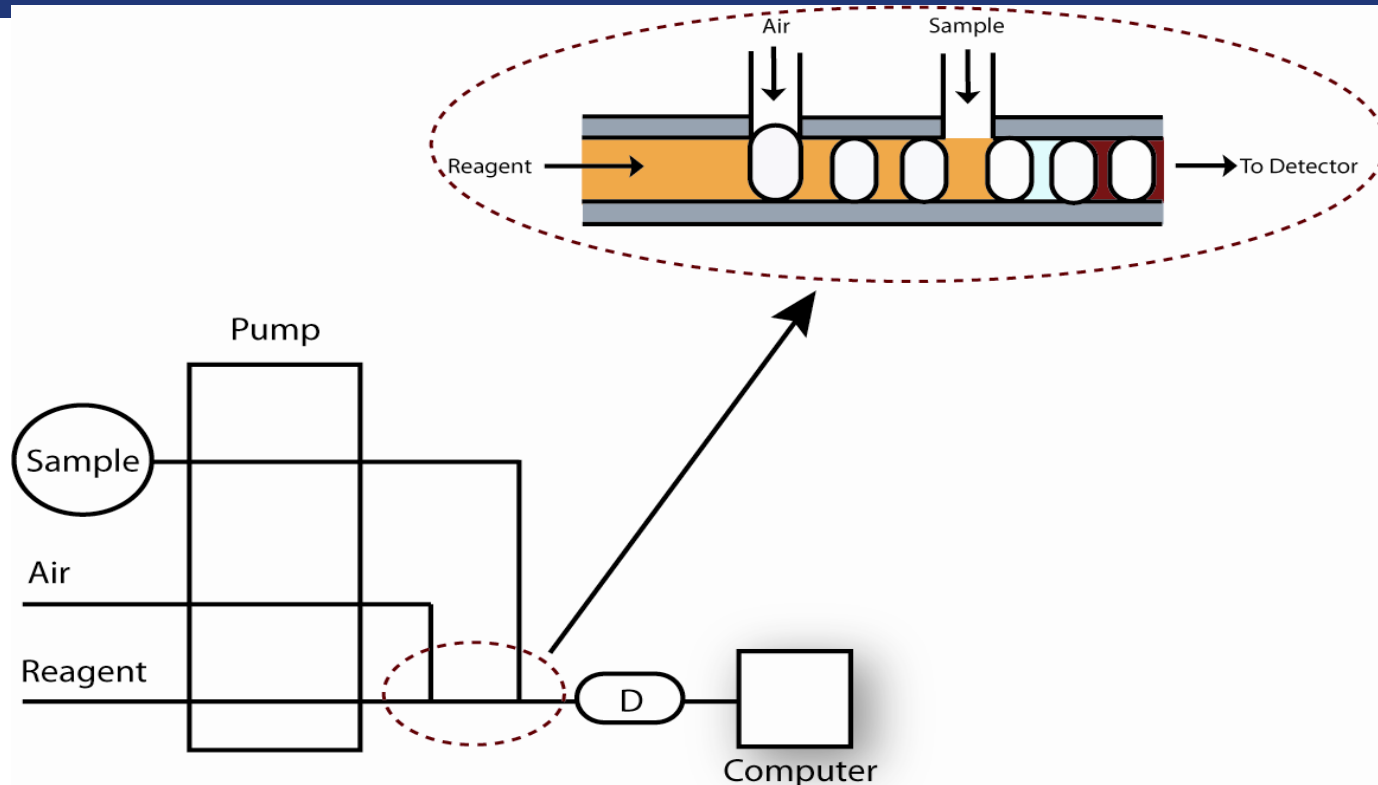 Air
Sample
Reagent
To Detector
Pump
Sample
Air
Reagent
D
Computer